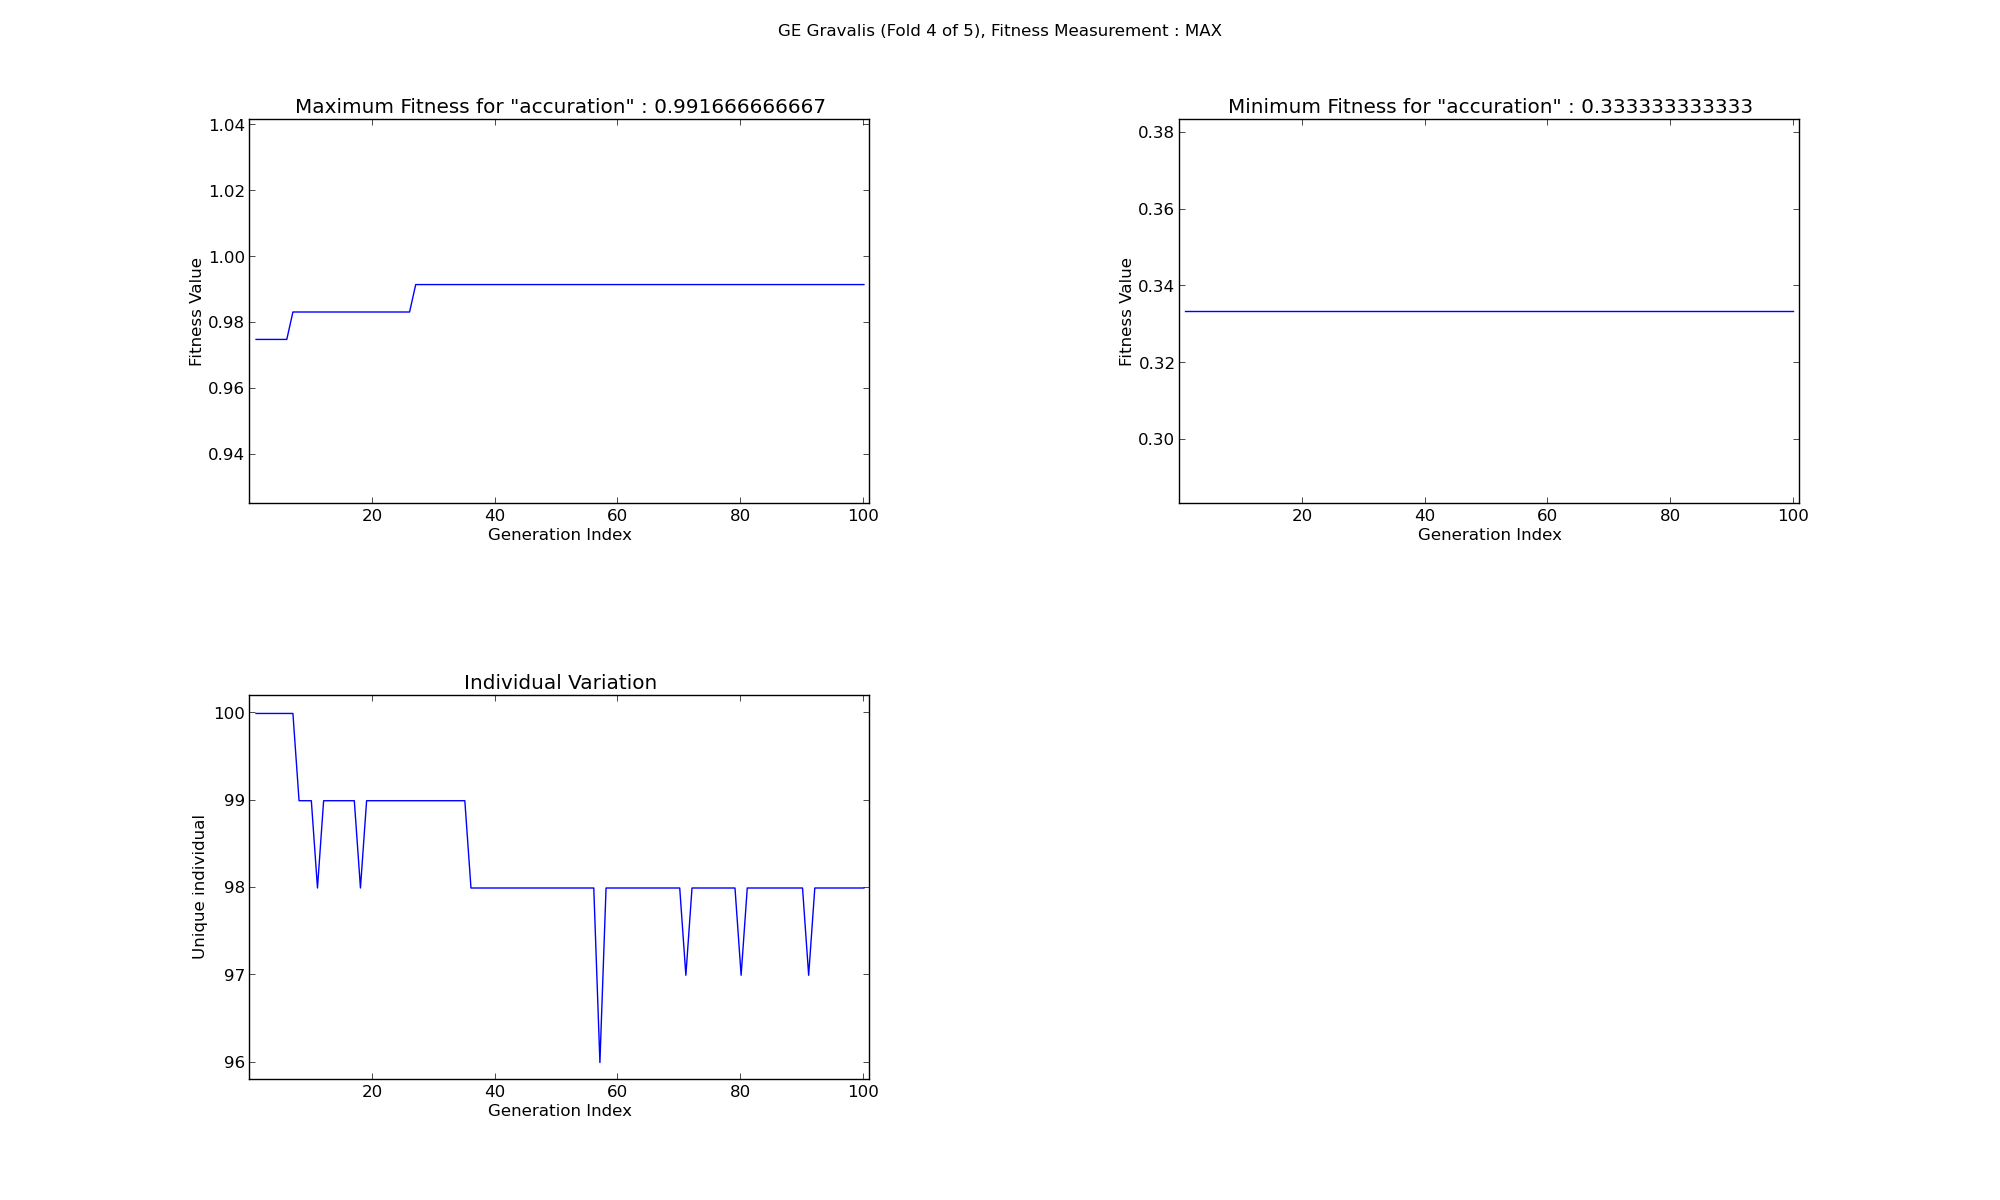 GE Gravalis (Fold 4 of 5), Fitness Measurement : MAX
Maximum Fitness for "accuration" : 0.991666666667
1.04
1.02
1.00
0.98
0.96
0.94
Fitness Value
20 40 60 80 100
Generation Index
Minimum Fitness for "accuration" : 0.333333333333
0.38
0.36
0.34
0.32
0.30
Fitness Value
20 40 60 80 100
Generation Index
Individual Variation
100
99
98
97
96
Unique individual
20 40 60 80 100
Generation Index